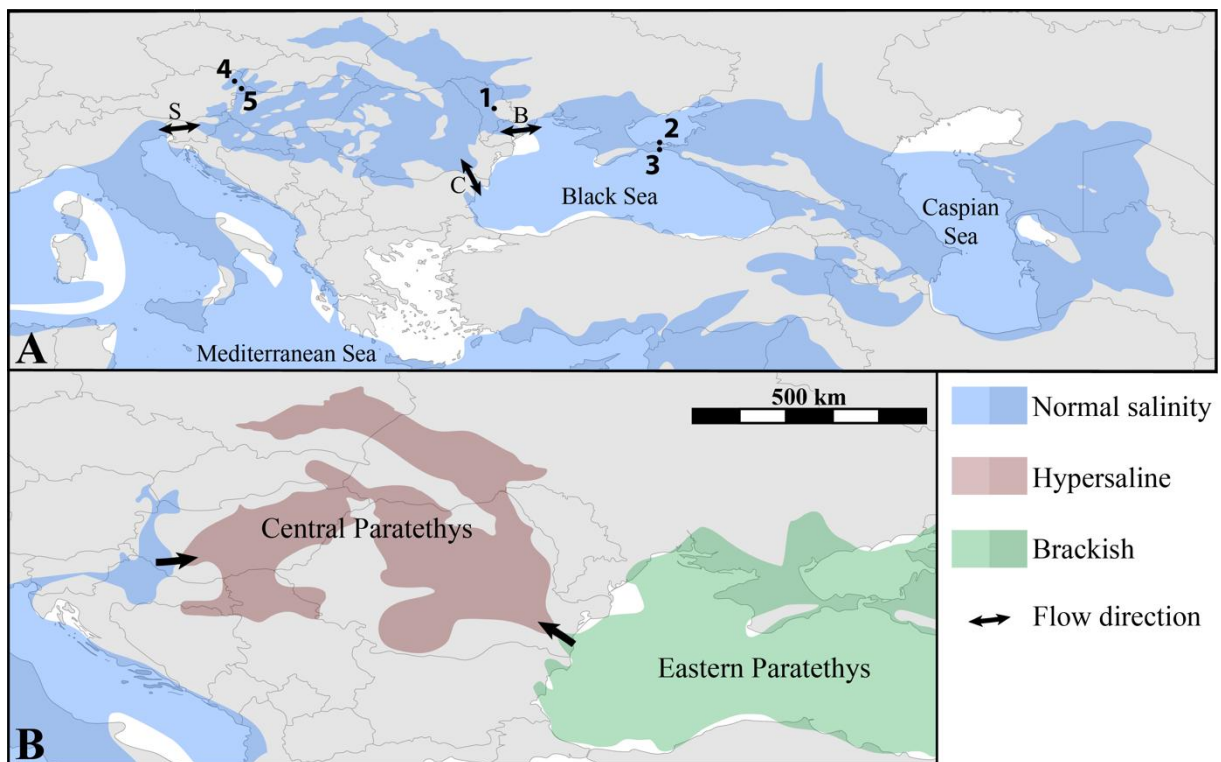 4
5
S
1
B
2
3
C
Black Sea
Caspian
Sea
Mediterranean Sea
A
500 km
Normal salinity
Hypersaline
Brackish
Flow direction
Central Paratethys
Eastern Paratethys
B